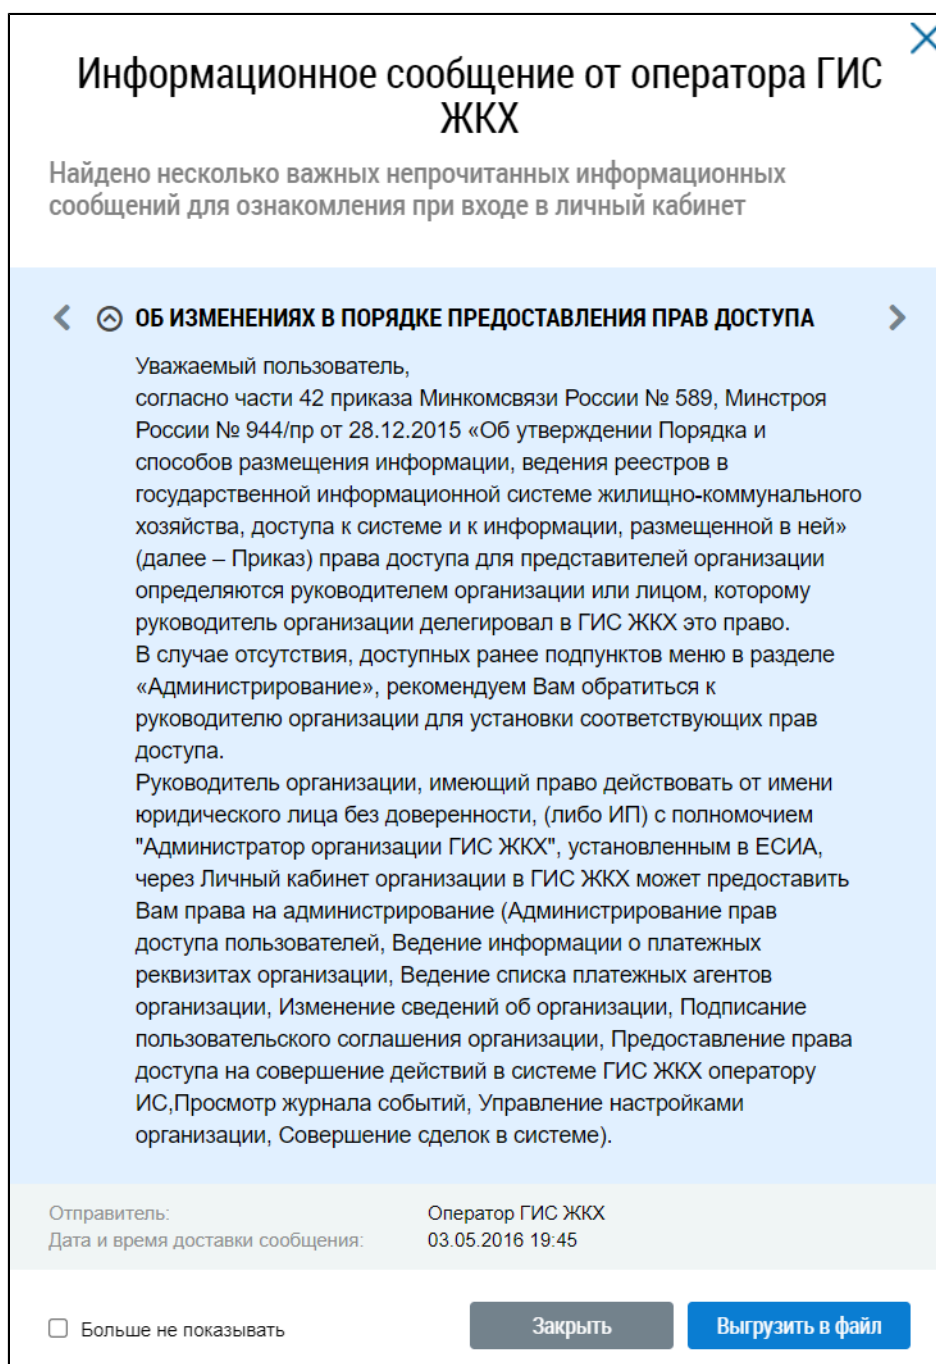 Информационное сообщение от оператора ГИС
ЖКХ
Найдено несколько важных непрочитанных информационных
сообщений для ознакомления при входе в личный кабинет
ОБ ИЗМЕНЕНИЯХ В ПОРЯДКЕ ПРЕДОСТАВЛЕНИЯ ПРАВ ДОСТУПА
Уважаемый пользователь,
согласно части 42 приказа Минкомсвязи России № 589, Минстроя
России № 944/пр от 28.12.2015 «Об утверждении Порядка и
способов размещения информации, ведения реестров в
государственной информационной системе жилищно-коммунального
хозяйства, доступа к системе и к информации, размещенной в ней»
(далее – Приказ) права доступа для представителей организации
определяются руководителем организации или лицом, которому
руководитель организации делегировал в ГИС ЖКХ это право.
В случае отсутствия, доступных ранее подпунктов меню в разделе
«Администрирование», рекомендуем Вам обратиться к
руководителю организации для установки соответствующих прав
доступа.
Руководитель организации, имеющий право действовать от имени
юридического лица без доверенности, (либо ИП) с полномочием
"Администратор организации ГИС ЖКХ", установленным в ЕСИА,
через Личный кабинет организации в ГИС ЖКХ может предоставить
Вам права на администрирование (Администрирование прав
доступа пользователей, Ведение информации о платежных
реквизитах организации, Ведение списка платежных агентов
организации, Изменение сведений об организации, Подписание
пользовательского соглашения организации, Предоставление права
доступа на совершение действий в системе ГИС ЖКХ оператору
ИС,Просмотр журнала событий, Управление настройками
организации, Совершение сделок в системе).
Отправитель: Оператор ГИС ЖКХ
Дата и время доставки сообщения: 03.05.2016 19:45
Больше не показывать Закрыть Выгрузить в файл